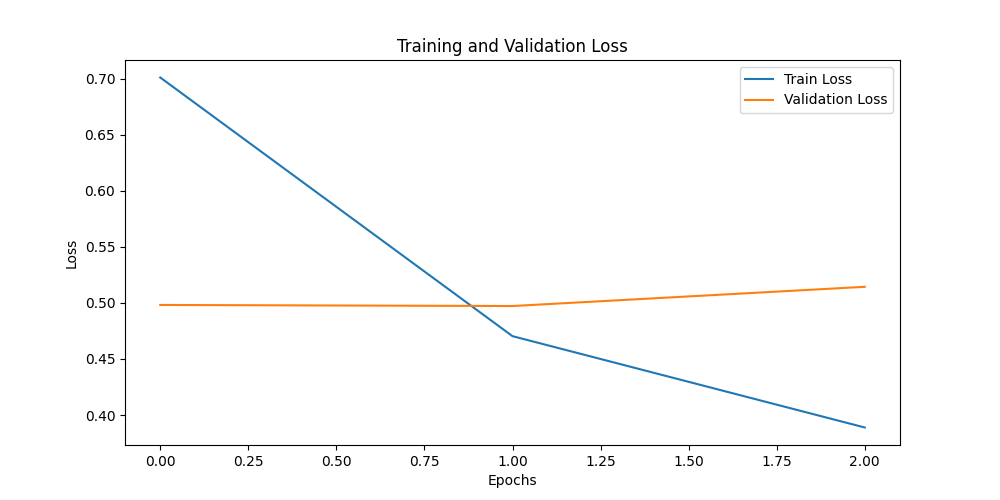 Training and Validation Loss
Train Loss
Validation Loss
0.70
0.65
0.60
0.55
0.50
0.45
0.40
Loss
0.00 0.25 0.50 0.75 1.00 1.25 1.50 1.75 2.00
Epochs